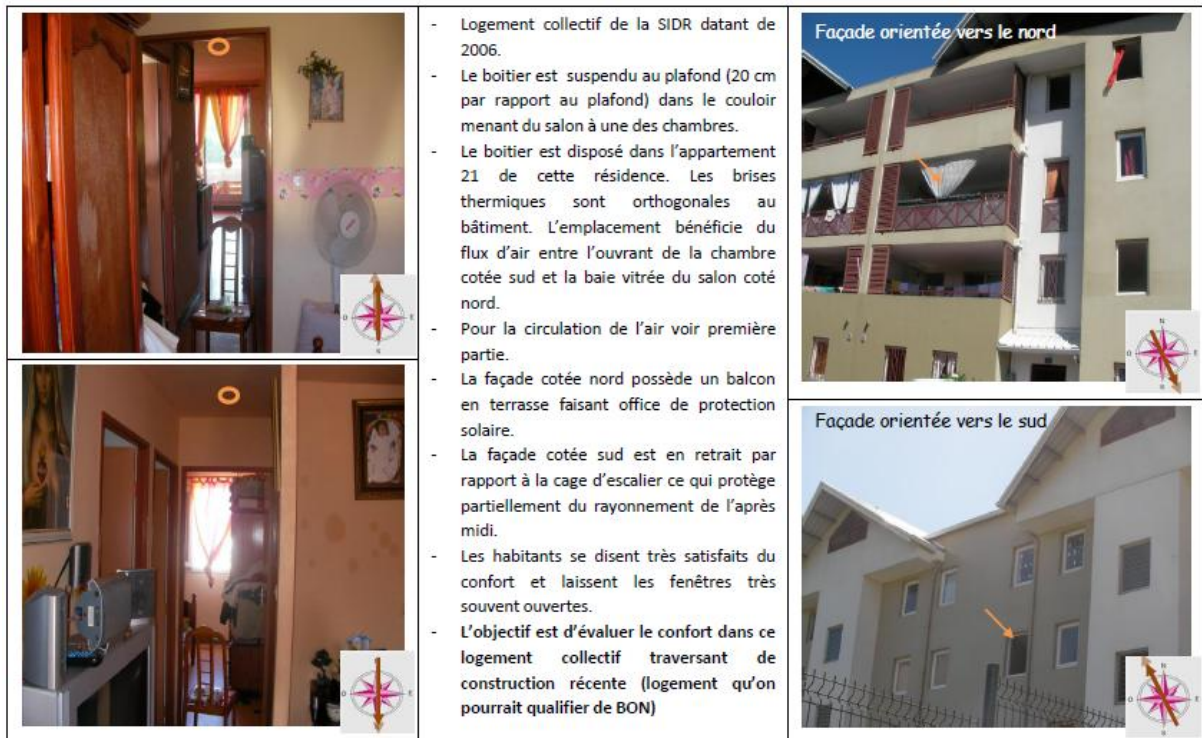 - Logement collectif de la SIDR datant de
2006.
- Le boitier est suspendu au plafond (20 cm
par rapport au plafond) dans le couloir
menant du salon à une des chambres.
- Le boitier est disposé dans l'appartement
21 de cette résidence. Les brises
thermiques sont orthogonales au
bâtiment. L'emplacement bénéficie du
flux d'air entre l'ouvrant de la chambre
cotée sud et la baie vitrée du salon coté
nord.
- Pour la circulation de l'air voir première
partie.
- La façade cotée nord possède un balcon
en terrasse faisant office de protection
solaire.
- La façade cotée sud est en retrait par
rapport à la cage d'escalier ce qui protège
partiellement du rayonnement de l'après
midi.
- Les habitants se disent très satisfaits du
confort et laissent les fenêtres très
souvent ouvertes.
- L'objectif est d'évaluer le confort dans ce
logement collectif traversant de
construction récente (logement qu'on
pourrait qualifier de BON)
Façade orientée vers le nord
Façade orientée vers le sud